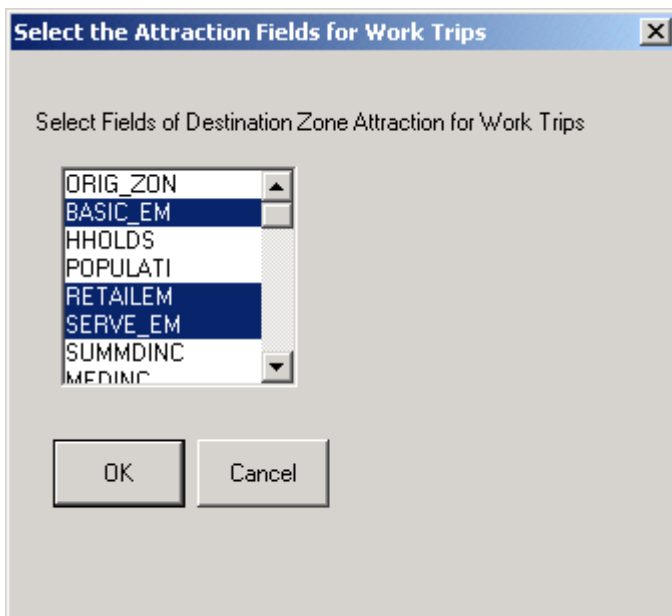 Select the Attraction Fields for Work Trips
Select Fields of Destination Zone Attraction for Work Trips
ORIG_ZON
BASIC_EM
HHOLDS
POPULATI
RETAILEM
SERVE_EM
SUMMDINC
MEDINC
OK
Cancel